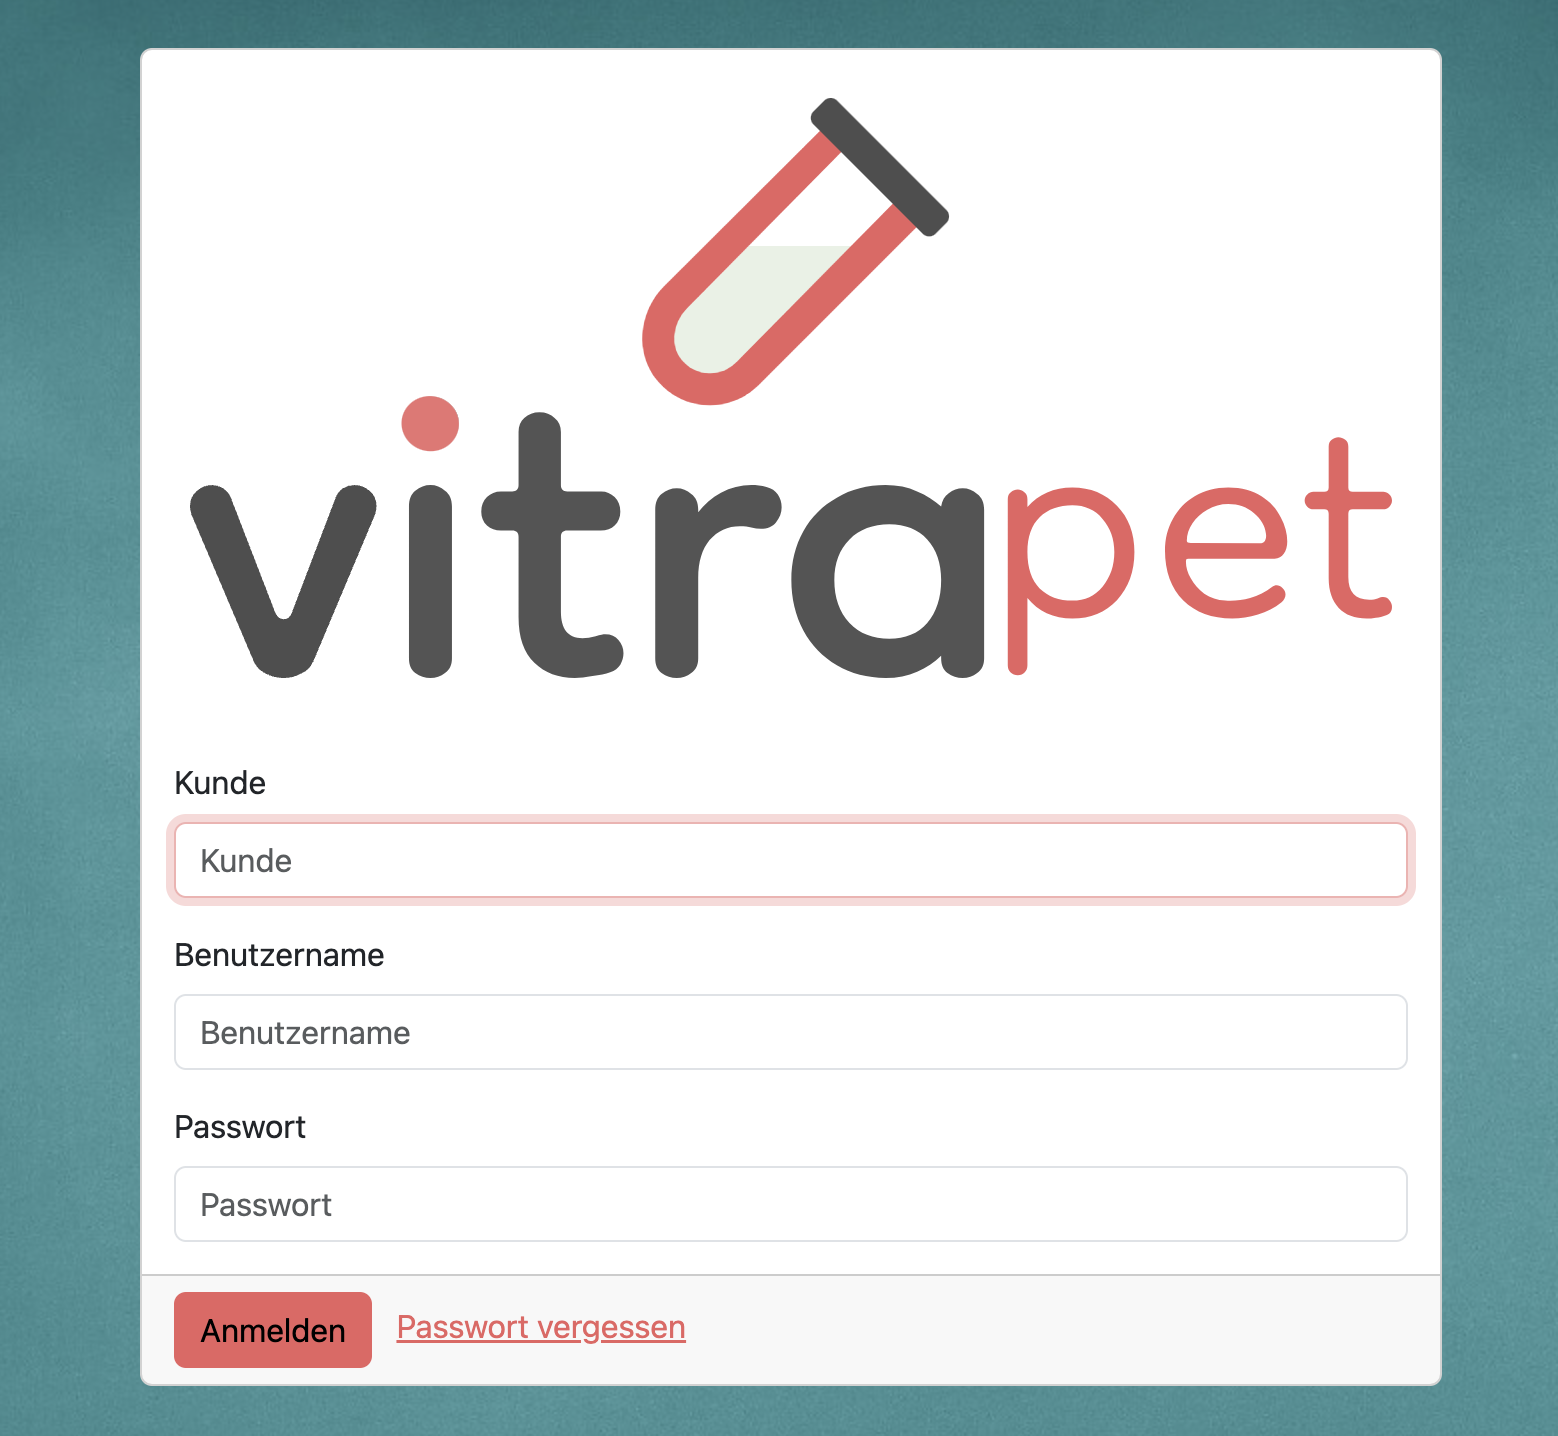 vitrapet
Kunde
Kunde
Benutzername
Benutzername
Passwort
Passwort
Anmelden Passwort vergessen